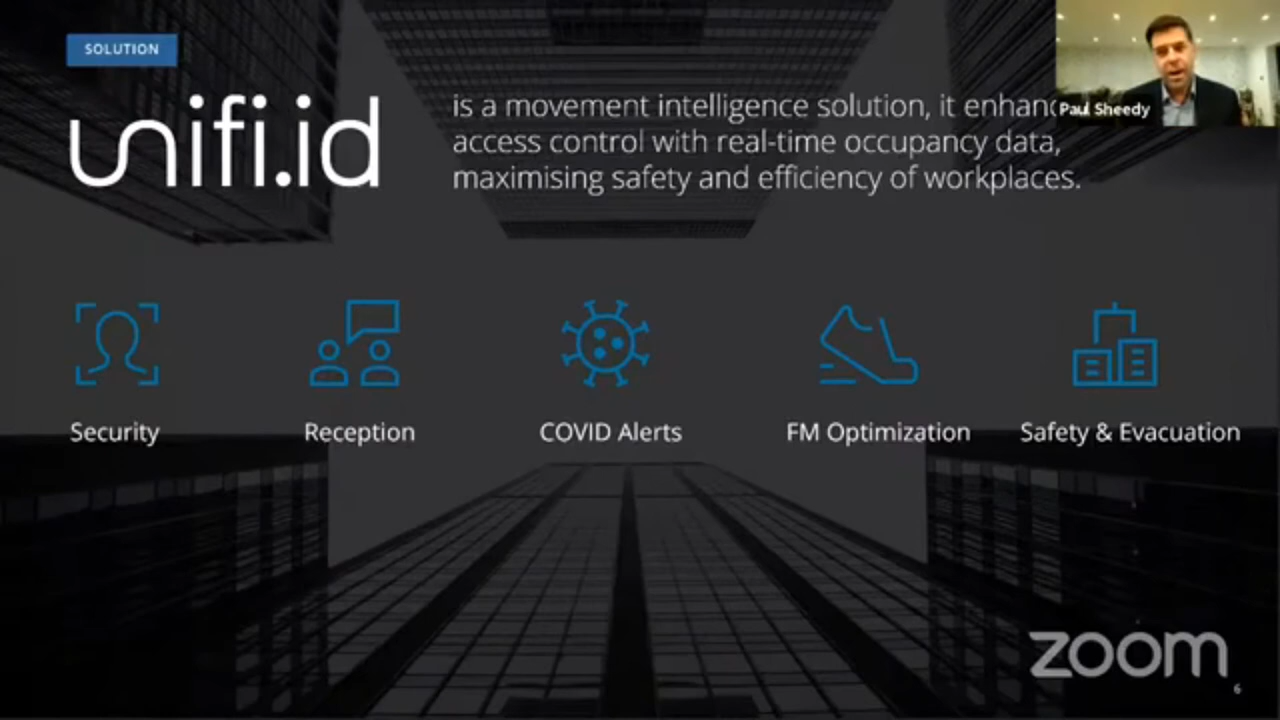 SOLUTION
unifi.id
is a movement intelligence solution, it enhanc
access control with real-time occupancy data,
maximising safety and efficiency of workplaces.
Paul Sheedy
Security
Reception
COVID Alerts
FM Optimization
Safety & Evacuation
zoom
6